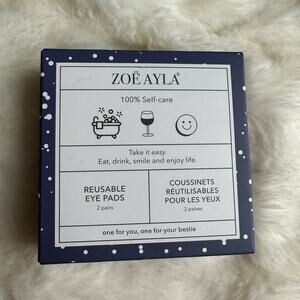 ZOË AYLA®
100% Self-care
Take it easy.
Eat, drink, smile and enjoy life.
REUSABLE
EYE PADS
2 pairs
COUSSINETS
RÉUTILISABLES
POUR LES YEUX
2 paires
one for you, one for your bestie